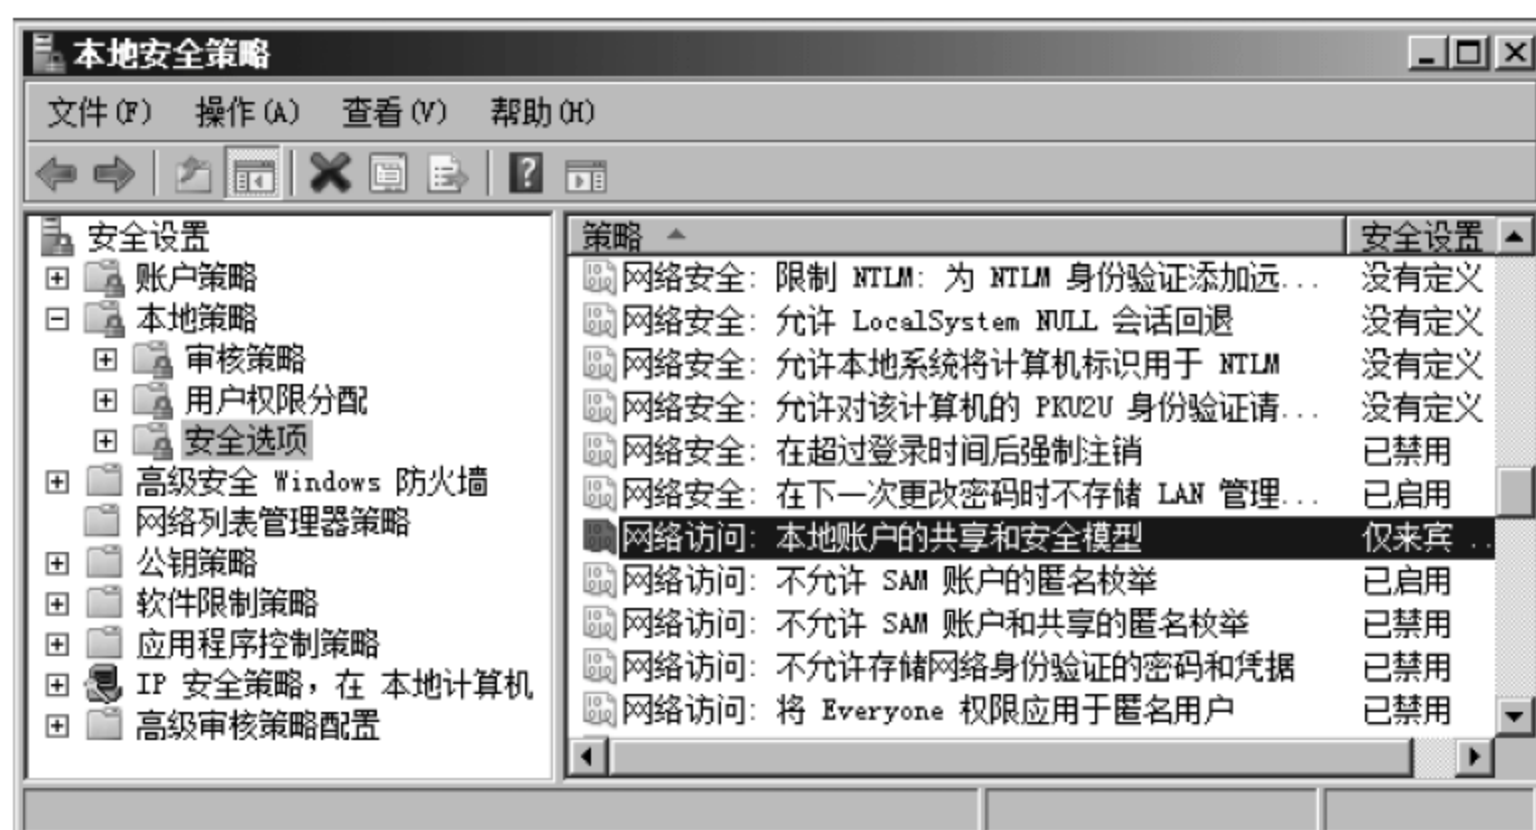 本地安全策略
文件(F) 操作(A) 查看(V) 帮助(H)
安全设置
账户策略
本地策略
审核策略
用户权限分配
安全选项
高级安全 Windows 防火墙
网络列表管理器策略
公钥策略
软件限制策略
应用程序控制策略
IP 安全策略，在 本地计算机
高级审核策略配置
策略 安全设置
网络安全: 限制 NTLM: 为 NTLM 身份验证添加远... 没有定义
网络安全: 允许 LocalSystem NULL 会话回退 没有定义
网络安全: 允许本地系统将计算机标识用于 NTLM 没有定义
网络安全: 允许对该计算机的 PKU2U 身份验证请... 没有定义
网络安全: 在超过登录时间后强制注销 已禁用
网络安全: 在下一次更改密码时不存储 LAN 管理... 已启用
网络访问: 本地账户的共享和安全模型 仅来宾 ..
网络访问: 不允许 SAM 账户的匿名枚举 已启用
网络访问: 不允许 SAM 账户和共享的匿名枚举 已禁用
网络访问: 不允许存储网络身份验证的密码和凭据 已禁用
网络访问: 将 Everyone 权限应用于匿名用户 已禁用